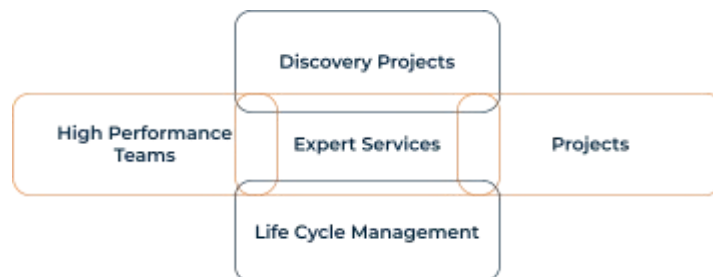 Discovery Projects
High Performance
Teams
Expert Services
Projects
Life Cycle Management